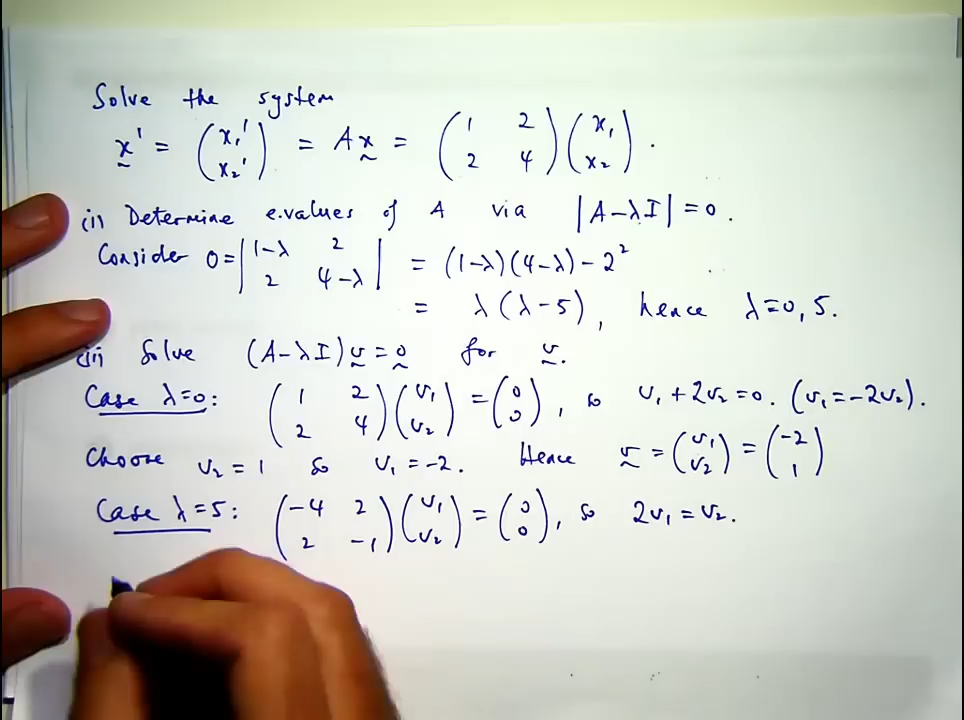 Solve the system
x' = (x₁' x₂') = Ax = (1 2 2 4)(x₁ x₂).
(i) Determine e.values of A via |A-λI| = 0.
Consider 0 = |1-λ 2 2 4-λ| = (1-λ)(4-λ) - 2²
= λ(λ-5), hence λ=0, 5.
(ii) Solve (A-λI)v = 0 for v.
Case λ=0: (1 2 2 4)(v₁ v₂) = (0 0), so v₁ + 2v₂ = 0. (v₁ = -2v₂).
Choose v₂ = 1 so v₁ = -2. Hence v = (v₁ v₂) = (-2 1)
Case λ=5: (-4 2 2 -1)(v₁ v₂) = (0 0), so 2v₁ = v₂.